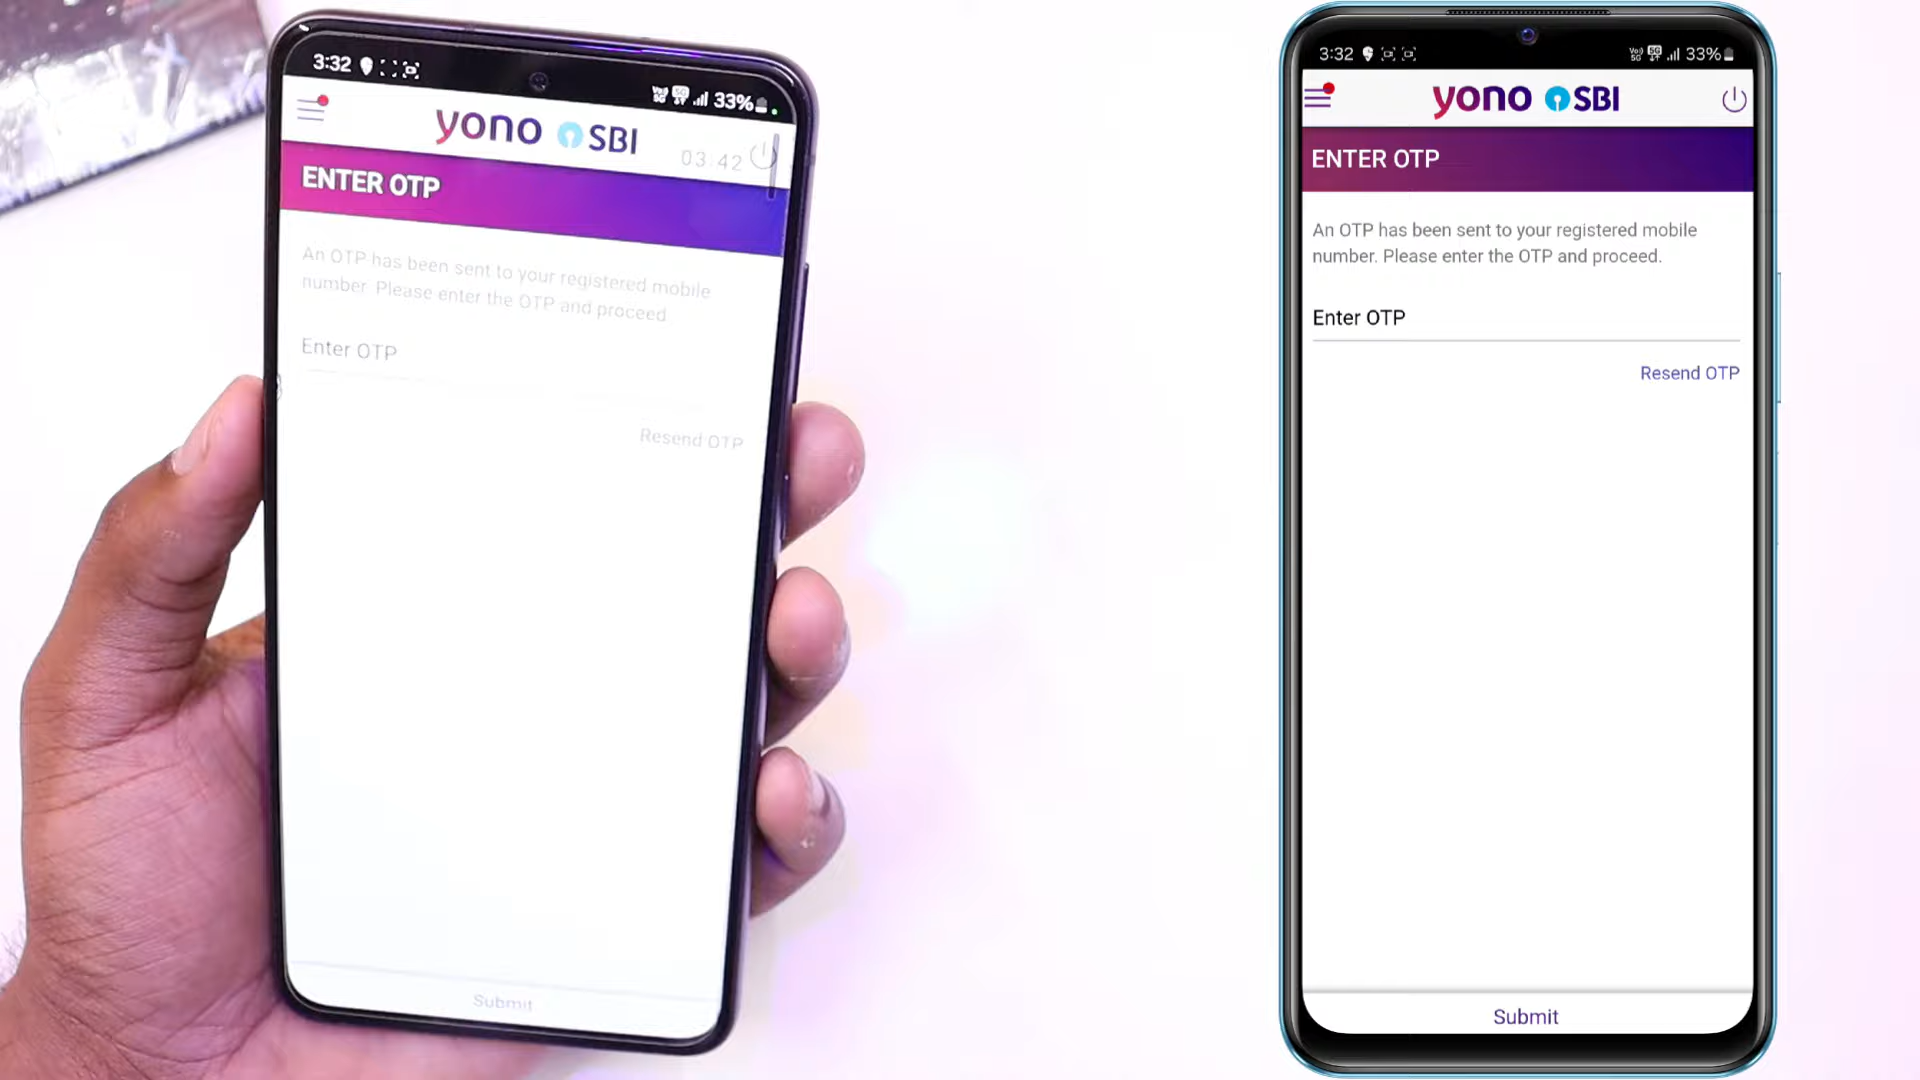 3:32
33%
yono SBI
03:42
ENTER OTP
An OTP has been sent to your registered mobile
number. Please enter the OTP and proceed.
Enter OTP
Resend OTP
Submit
3:32
Vo)) 5G
5G
33%
yono SBI
ENTER OTP
An OTP has been sent to your registered mobile
number. Please enter the OTP and proceed.
Enter OTP
Resend OTP
Submit